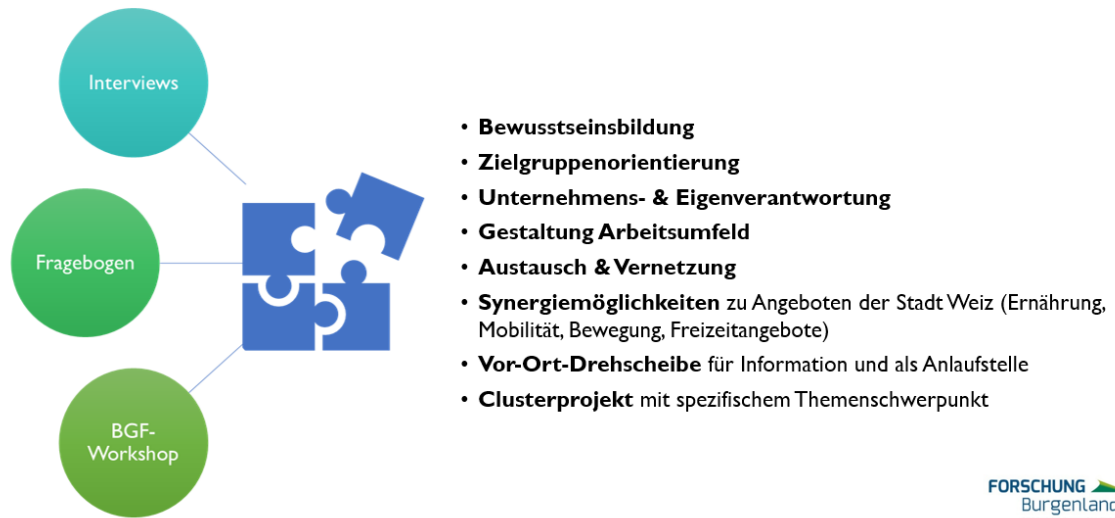 Interviews
Fragebogen
BGF-
Workshop
• Bewusstseinsbildung
• Zielgruppenorientierung
• Unternehmens- & Eigenverantwortung
• Gestaltung Arbeitsumfeld
• Austausch & Vernetzung
• Synergiemöglichkeiten zu Angeboten der Stadt Weiz (Ernährung,
Mobilität, Bewegung, Freizeitangebote)
• Vor-Ort-Drehscheibe für Information und als Anlaufstelle
• Clusterprojekt mit spezifischem Themenschwerpunkt
FORSCHUNG
Burgenland